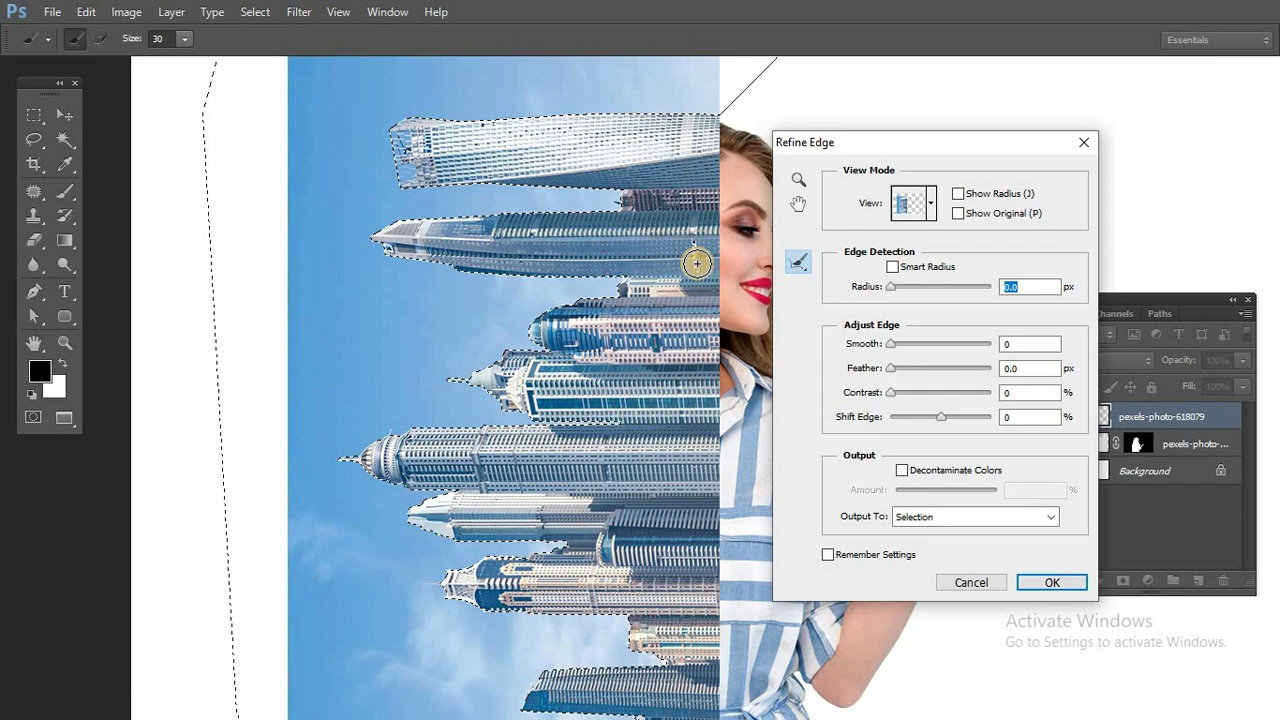 Ps File Edit Image Layer Type Select Filter View Window Help
Size: 30
Essentials
Refine Edge
View Mode
View:
Show Radius (J)
Show Original (P)
Edge Detection
Smart Radius
Radius: 0.0 px
Adjust Edge
Smooth: 0
Feather: 0.0 px
Contrast: 0 %
Shift Edge: 0 %
Output
Decontaminate Colors
Amount: %
Output To: Selection
Remember Settings
Cancel OK
hannels Paths
Opacity: 100%
Fill: 100%
pexels-photo-618079
pexels-photo-...
Background
Activate Windows
Go to Settings to activate Windows.